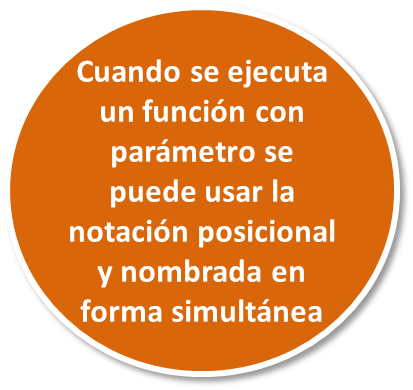 Cuando se ejecuta
un función con
parámetro se
puede usar la
notación posicional
y nombrada en
forma simultánea